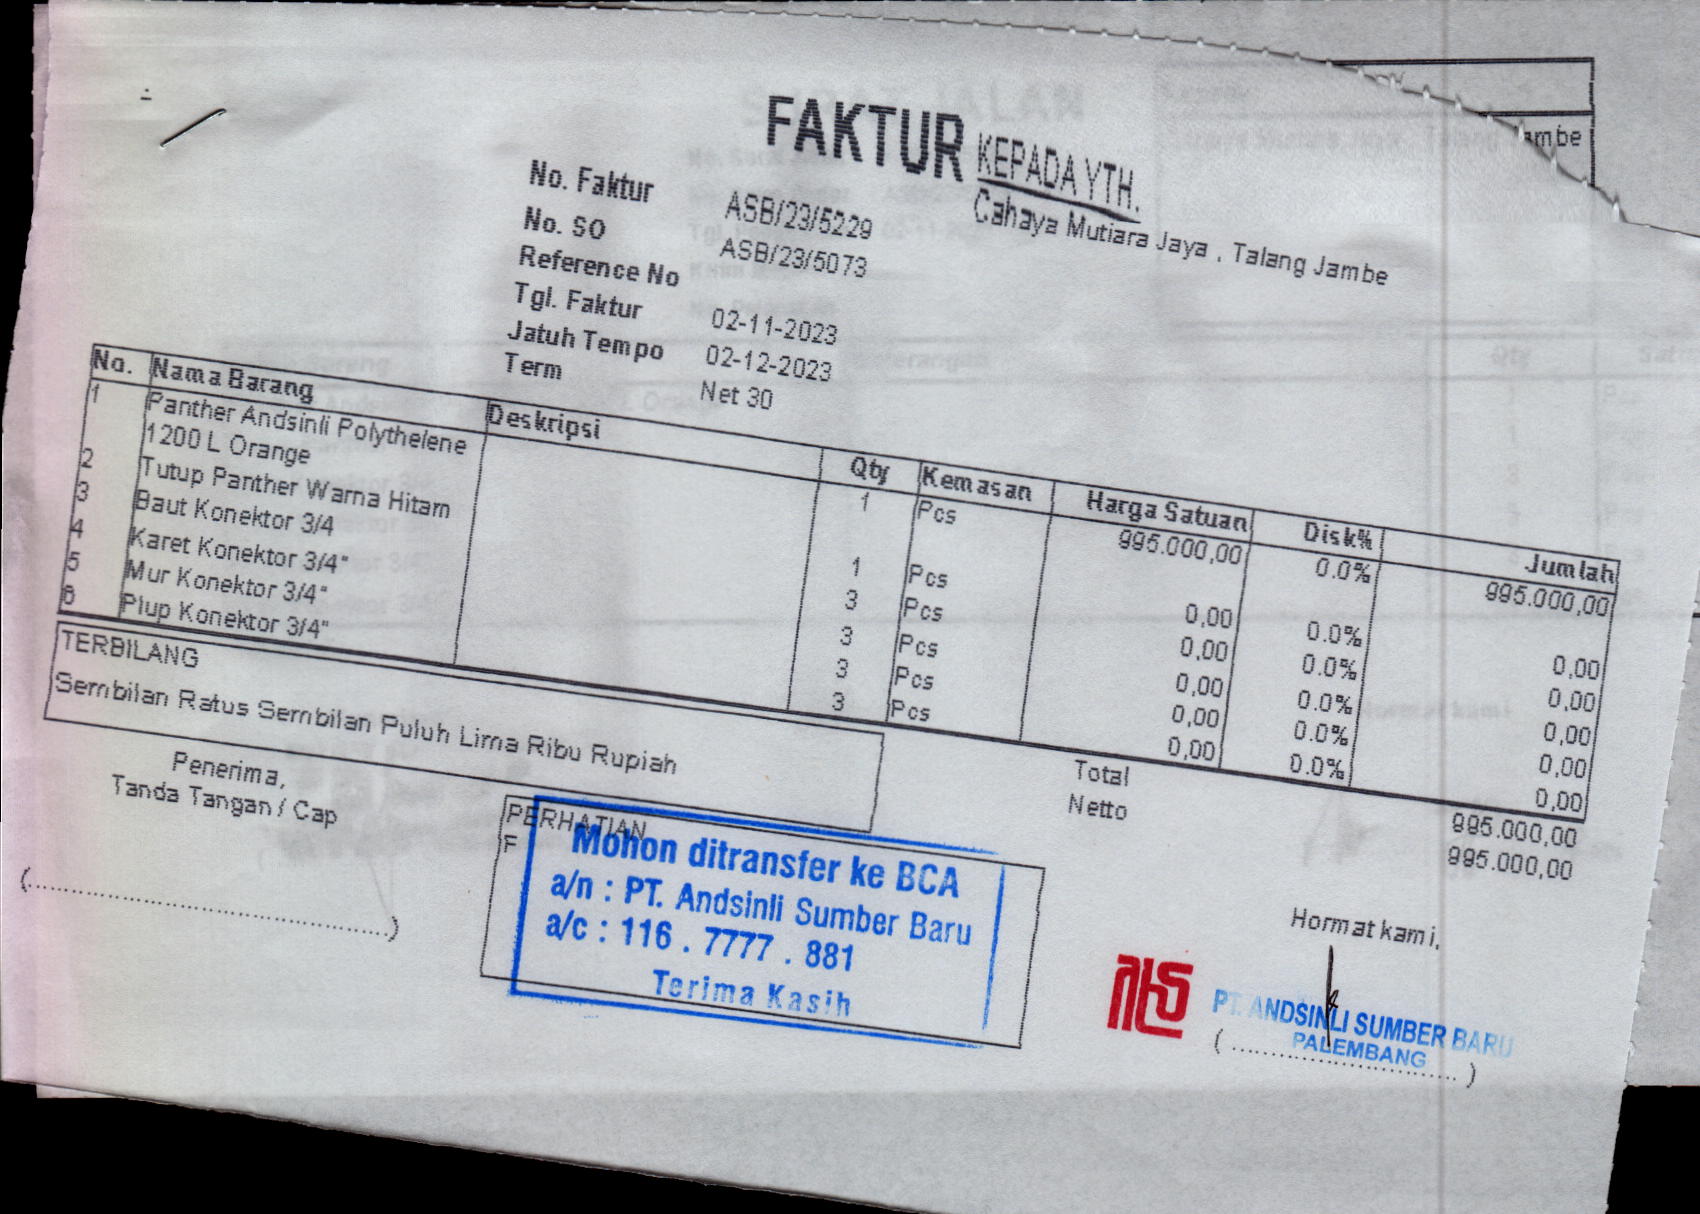 FAKTUR
KEPADA YTH.
Cahaya Mutiara Jaya , Talang Jambe
No. Faktur ASB/23/5229
No. SO ASB/23/5073
Reference No
Tgl. Faktur 02-11-2023
Jatuh Tempo 02-12-2023
Term Net 30
No. Nama Barang Deskripsi Qty Kemasan Harga Satuan Disk% Jumlah
1 Panther Andsinli Polythelene 1 Pcs 995.000,00 0.0% 995.000,00
1200 L Orange
2 Tutup Panther Warna Hitam 1 Pcs 0,00 0.0% 0,00
3 Baut Konektor 3/4 3 Pcs 0,00 0.0% 0,00
4 Karet Konektor 3/4" 3 Pcs 0,00 0.0% 0,00
5 Mur Konektor 3/4" 3 Pcs 0,00 0.0% 0,00
6 Plup Konektor 3/4" 3 Pcs 0,00 0.0% 0,00
TERBILANG
Sembilan Ratus Sembilan Puluh Lima Ribu Rupiah
Total 995.000,00
Netto 995.000,00
Penerima,
Tanda Tangan / Cap
(....................................................)
PERHATIAN
F
Mohon ditransfer ke BCA
a/n : PT. Andsinli Sumber Baru
a/c : 116 . 7777 . 881
Terima Kasih
Hormat kami,
PT. ANDSINLI SUMBER BARU
PALEMBANG
(....................................)
ambe